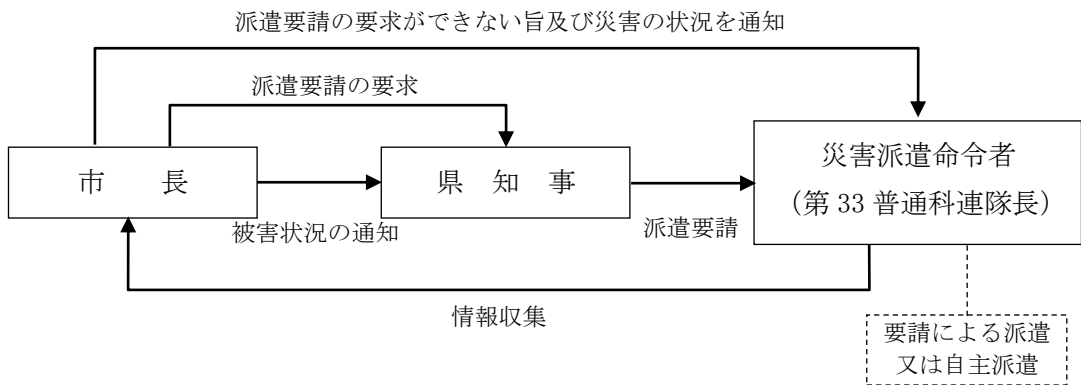 派遣要請の要求ができない旨及び災害の状況を通知
派遣要請の要求
市　長
県　知　事
災害派遣命令者
（第 33 普通科連隊長）
被害状況の通知
派遣要請
情報収集
要請による派遣
又は自主派遣